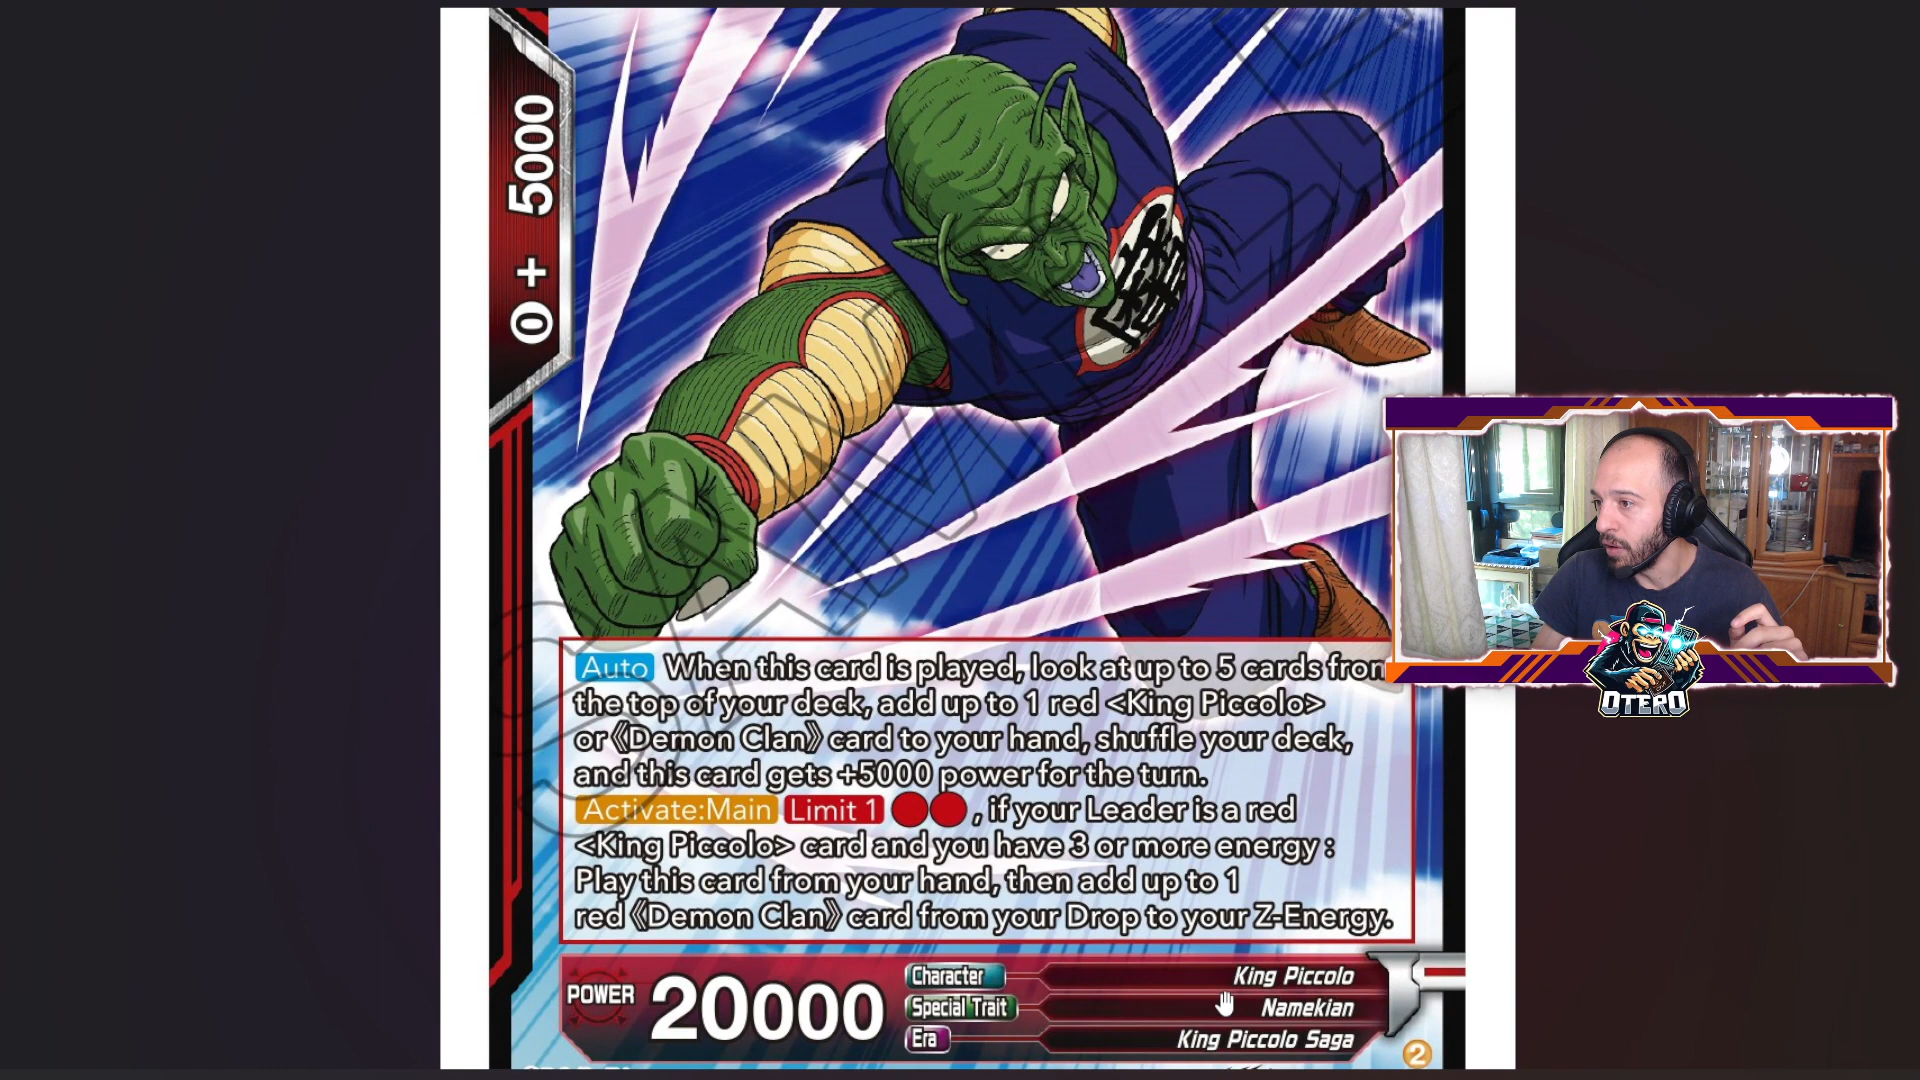 0 + 5000
SAMPLE
Auto When this card is played, look at up to 5 cards from
the top of your deck, add up to 1 red <King Piccolo>
or《Demon Clan》card to your hand, shuffle your deck,
and this card gets +5000 power for the turn.
Activate:Main Limit 1 , if your Leader is a red
<King Piccolo> card and you have 3 or more energy :
Play this card from your hand, then add up to 1
red《Demon Clan》card from your Drop to your Z-Energy.
POWER 20000
Character King Piccolo
Special Trait Namekian
Era King Piccolo Saga
2
OTERO